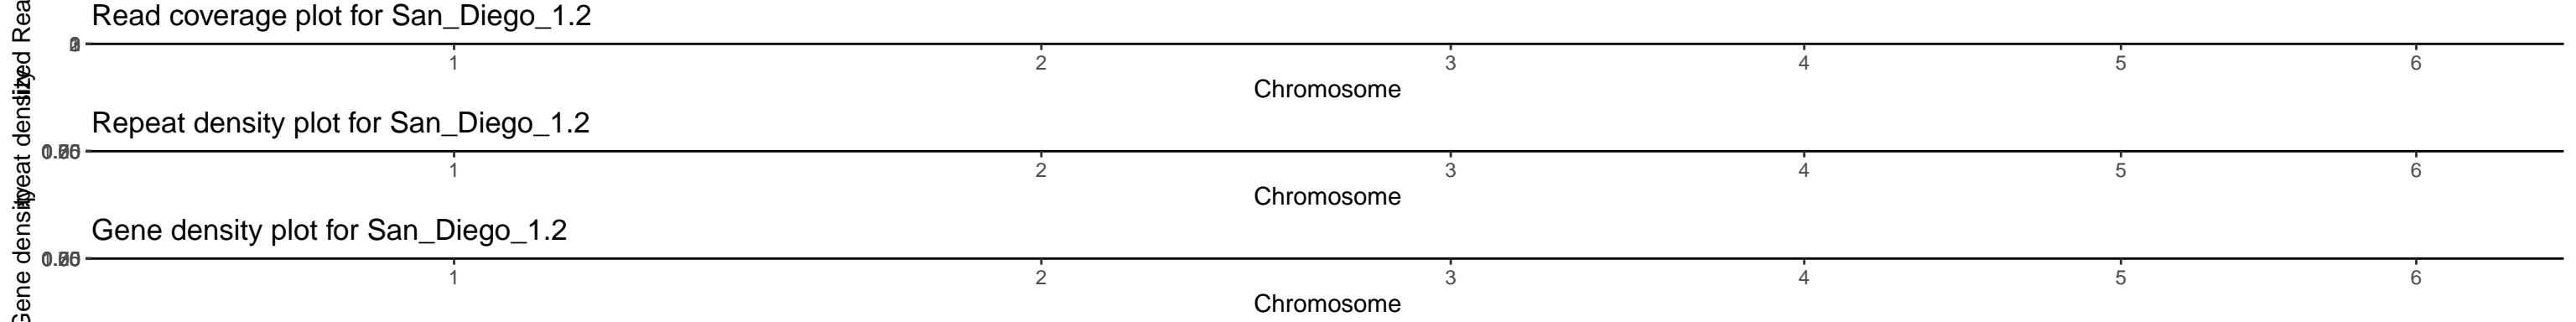 Read coverage plot for San_Diego_1.2
1 2 3 4 5 6
Chromosome
Repeat density plot for San_Diego_1.2
1 2 3 4 5 6
Chromosome
Gene density plot for San_Diego_1.2
1 2 3 4 5 6
Chromosome
Gene density